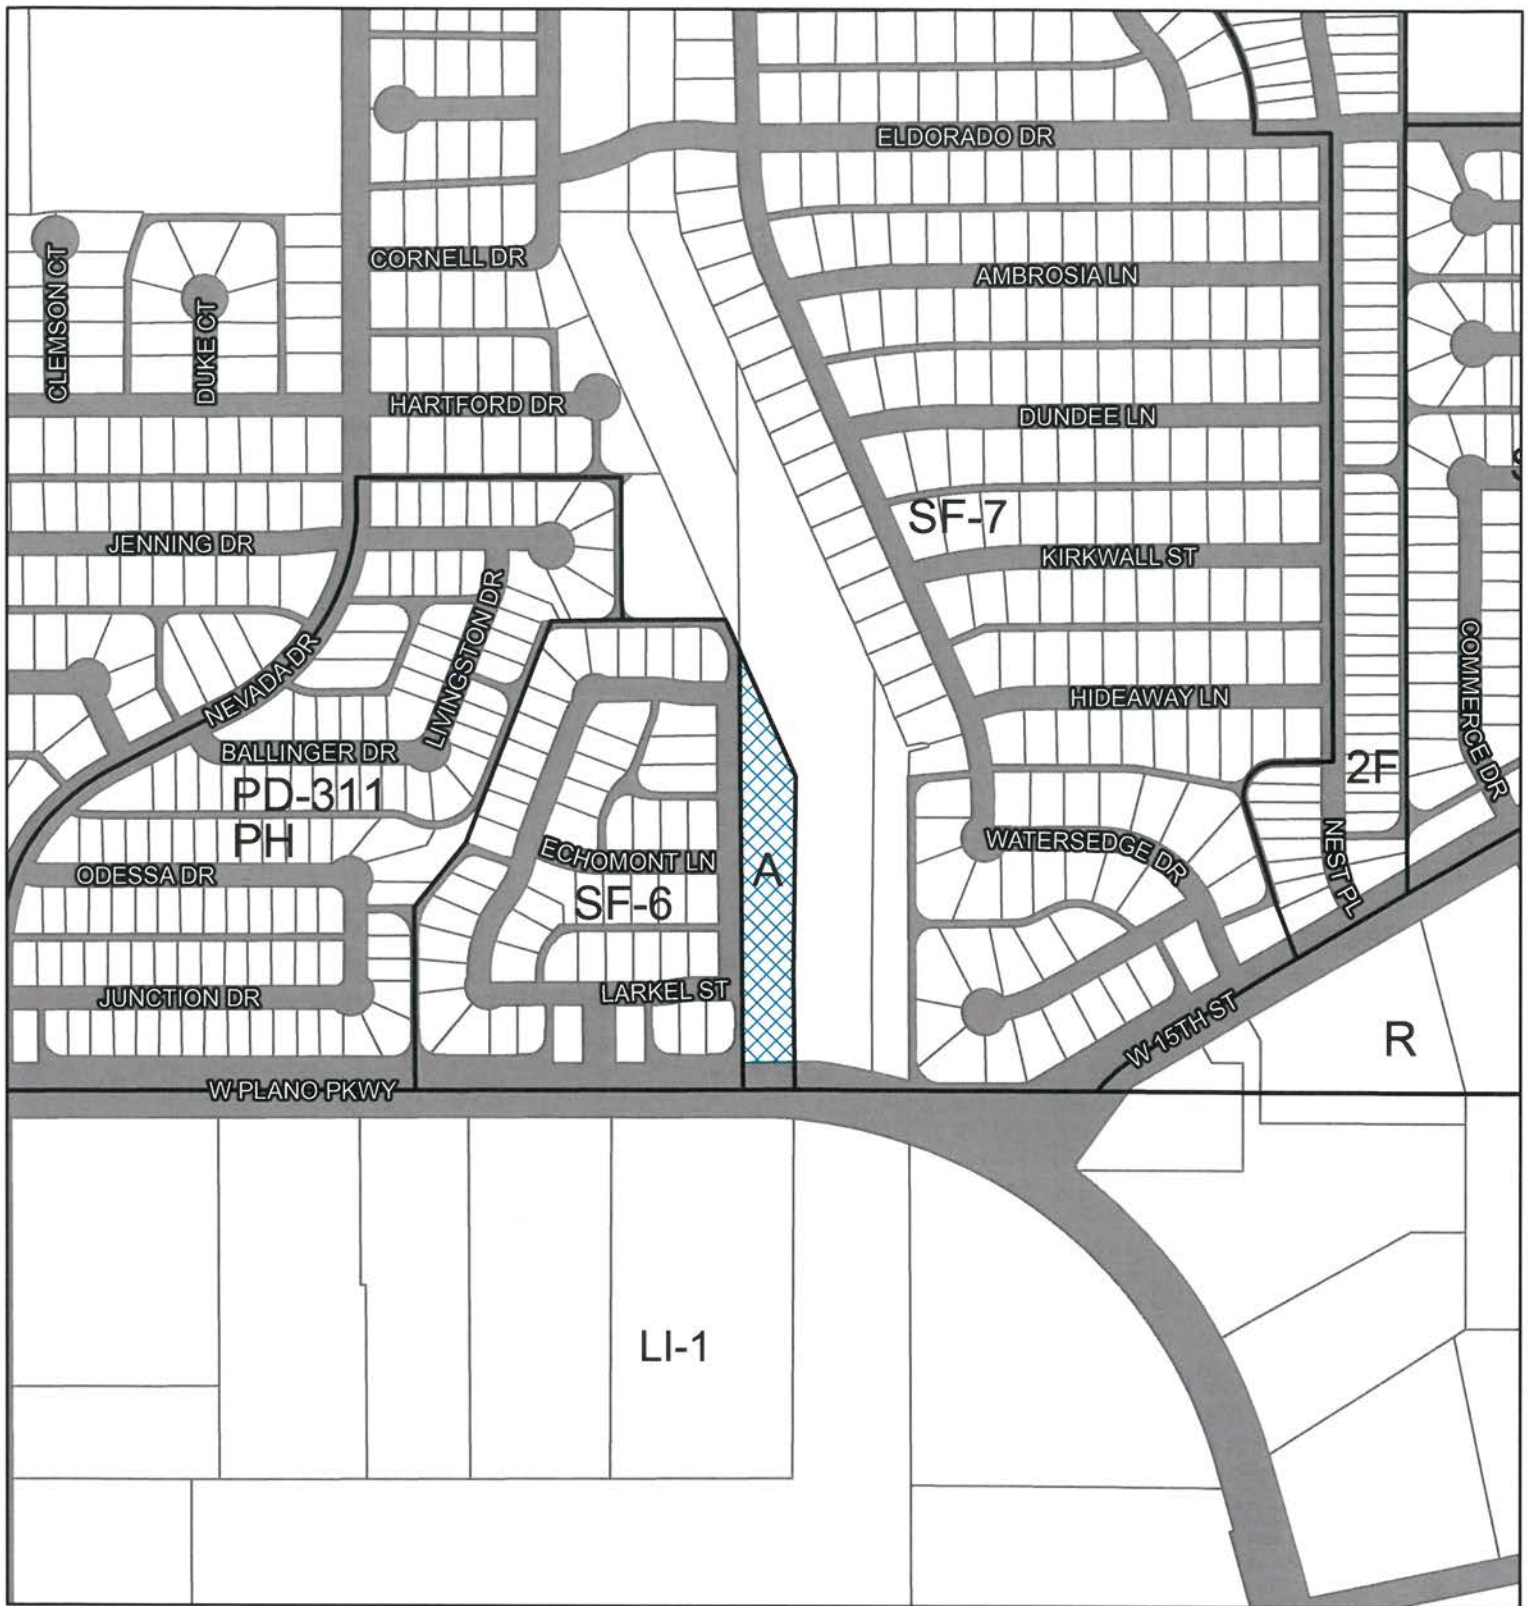 ELDORADO DR
CORNELL DR
AMBROSIA LN
CLEMSON CT
DUKE CT
HARTFORD DR
DUNDEE LN
SF-7
JENNING DR
KIRKWALL ST
LIVINGSTON DR
NEVADA DR
COMMERCE DR
HIDEAWAY LN
BALLINGER DR
2F
PD-311
PH
ECHOMONT LN
WATERSEDGE DR
NEST PL
ODESSA DR
A
SF-6
JUNCTION DR
LARKEL ST
W 15TH ST
R
W PLANO PKWY
LI-1